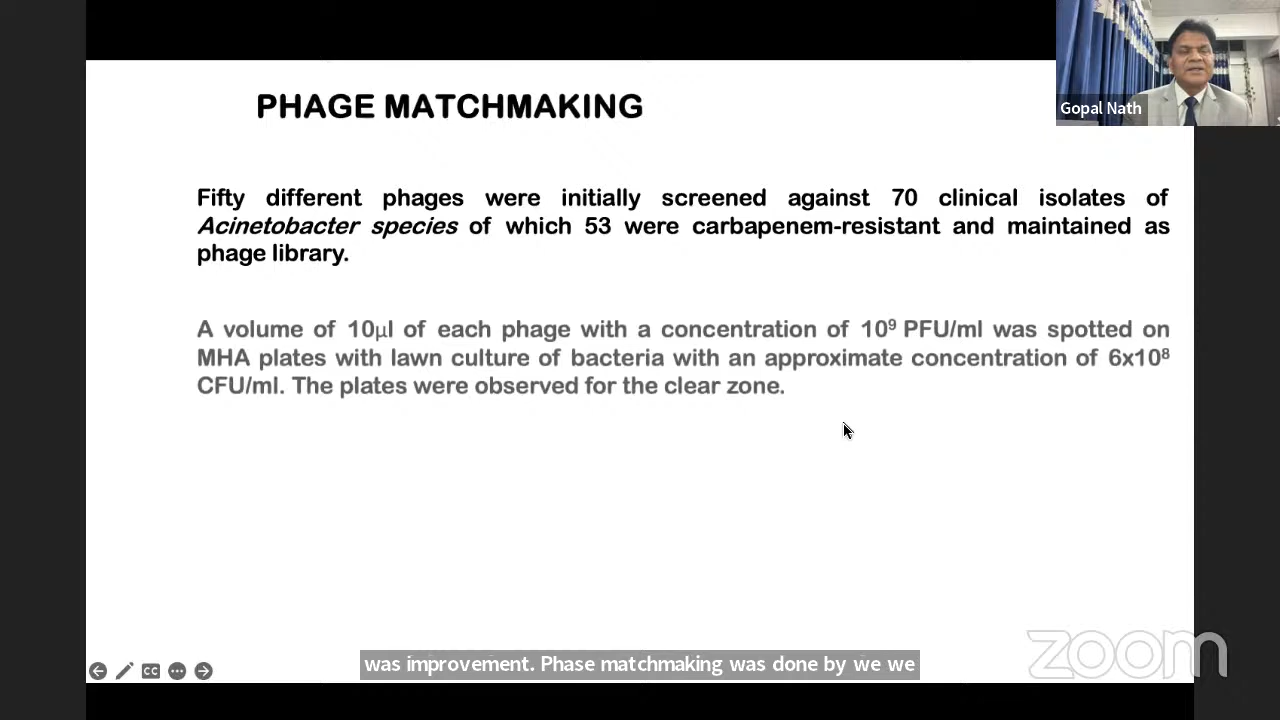 PHAGE MATCHMAKING
Gopal Nath
Fifty different phages were initially screened against 70 clinical isolates of
Acinetobacter species of which 53 were carbapenem-resistant and maintained as
phage library.
A volume of 10μl of each phage with a concentration of 10⁹ PFU/ml was spotted on
MHA plates with lawn culture of bacteria with an approximate concentration of 6x10⁸
CFU/ml. The plates were observed for the clear zone.
zoom
CC
was improvement. Phase matchmaking was done by we we